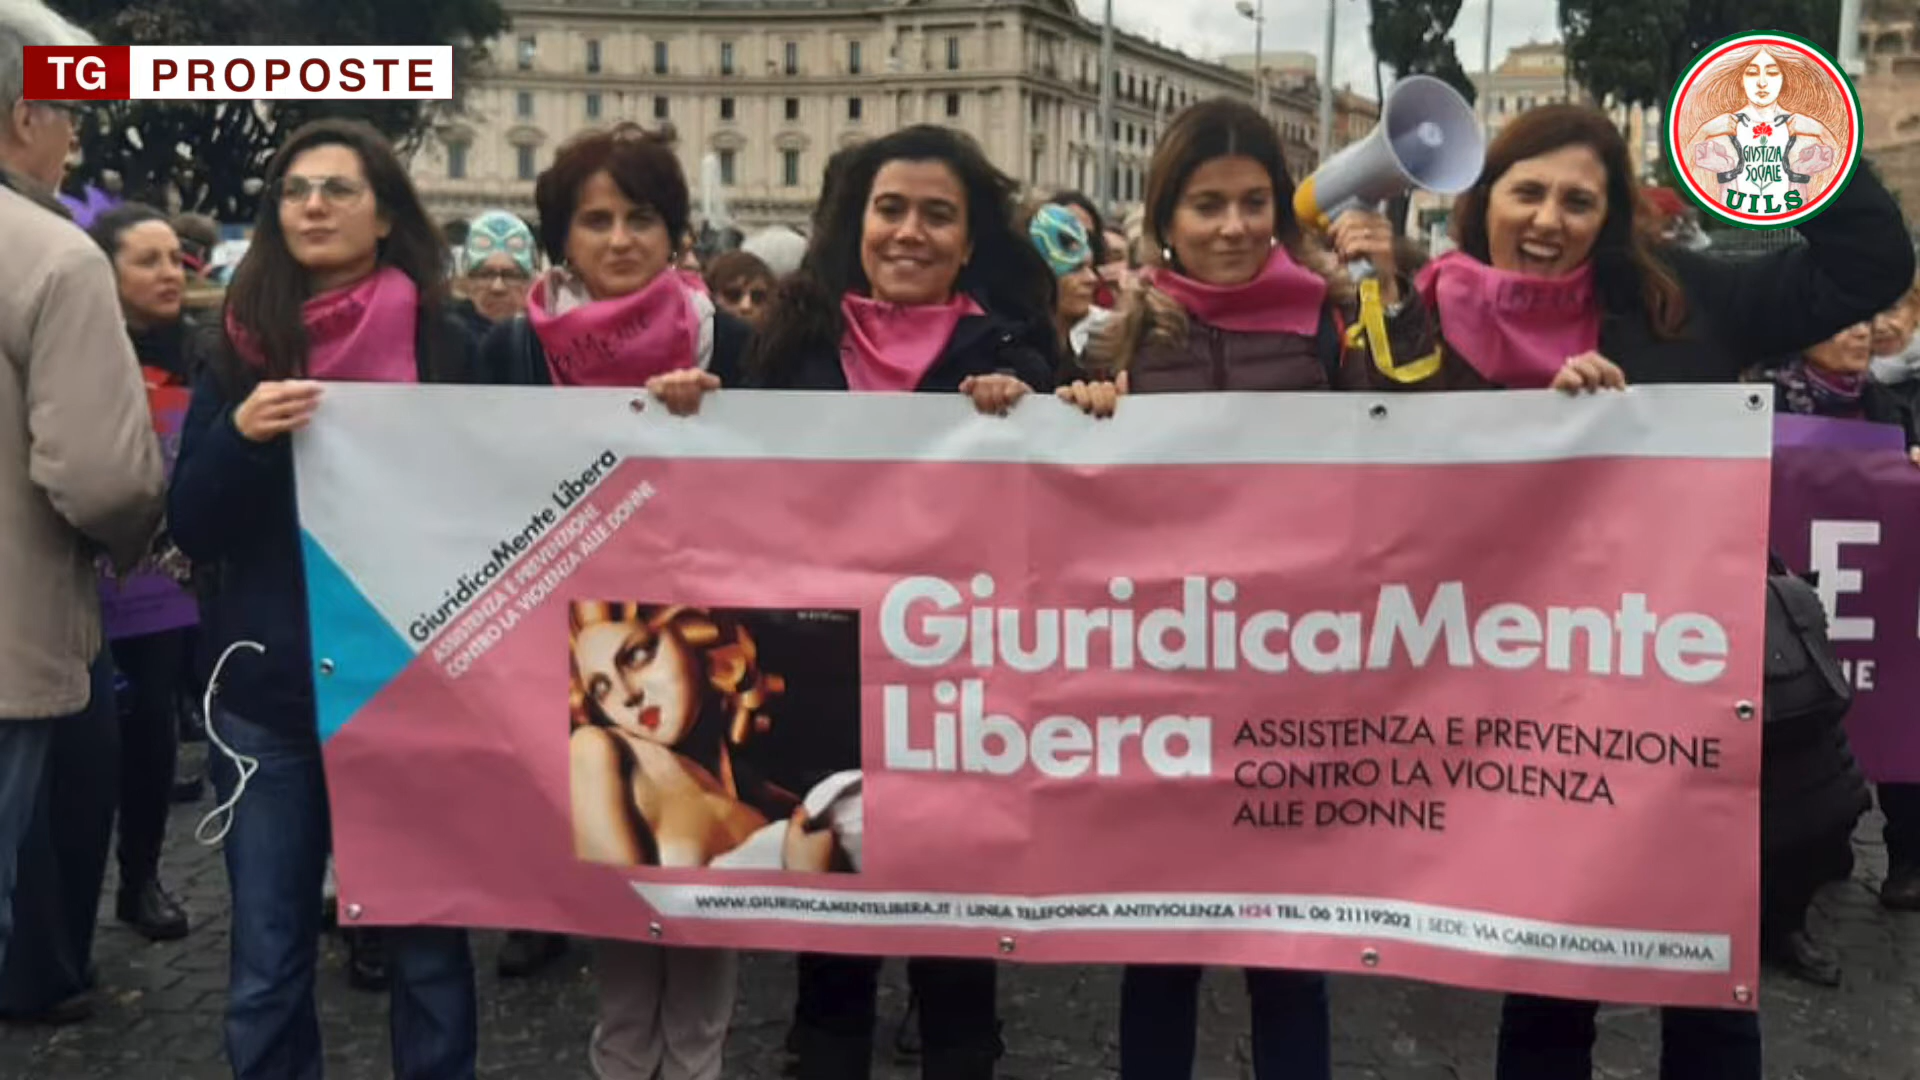 TG PROPOSTE
GIUSTIZIA
SOCIALE
UILS
GiuridicaMente Libera
ASSISTENZA E PREVENZIONE
CONTRO LA VIOLENZA ALLE DONNE
GiuridicaMente
Libera
ASSISTENZA E PREVENZIONE
CONTRO LA VIOLENZA
ALLE DONNE
WWW.GIURIDICAMENTELIBERA.IT | LINEA TELEFONICA ANTIVIOLENZA H24 TEL. 06 21119202 | SEDE: VIA CARLO FADDA 111/ ROMA
E